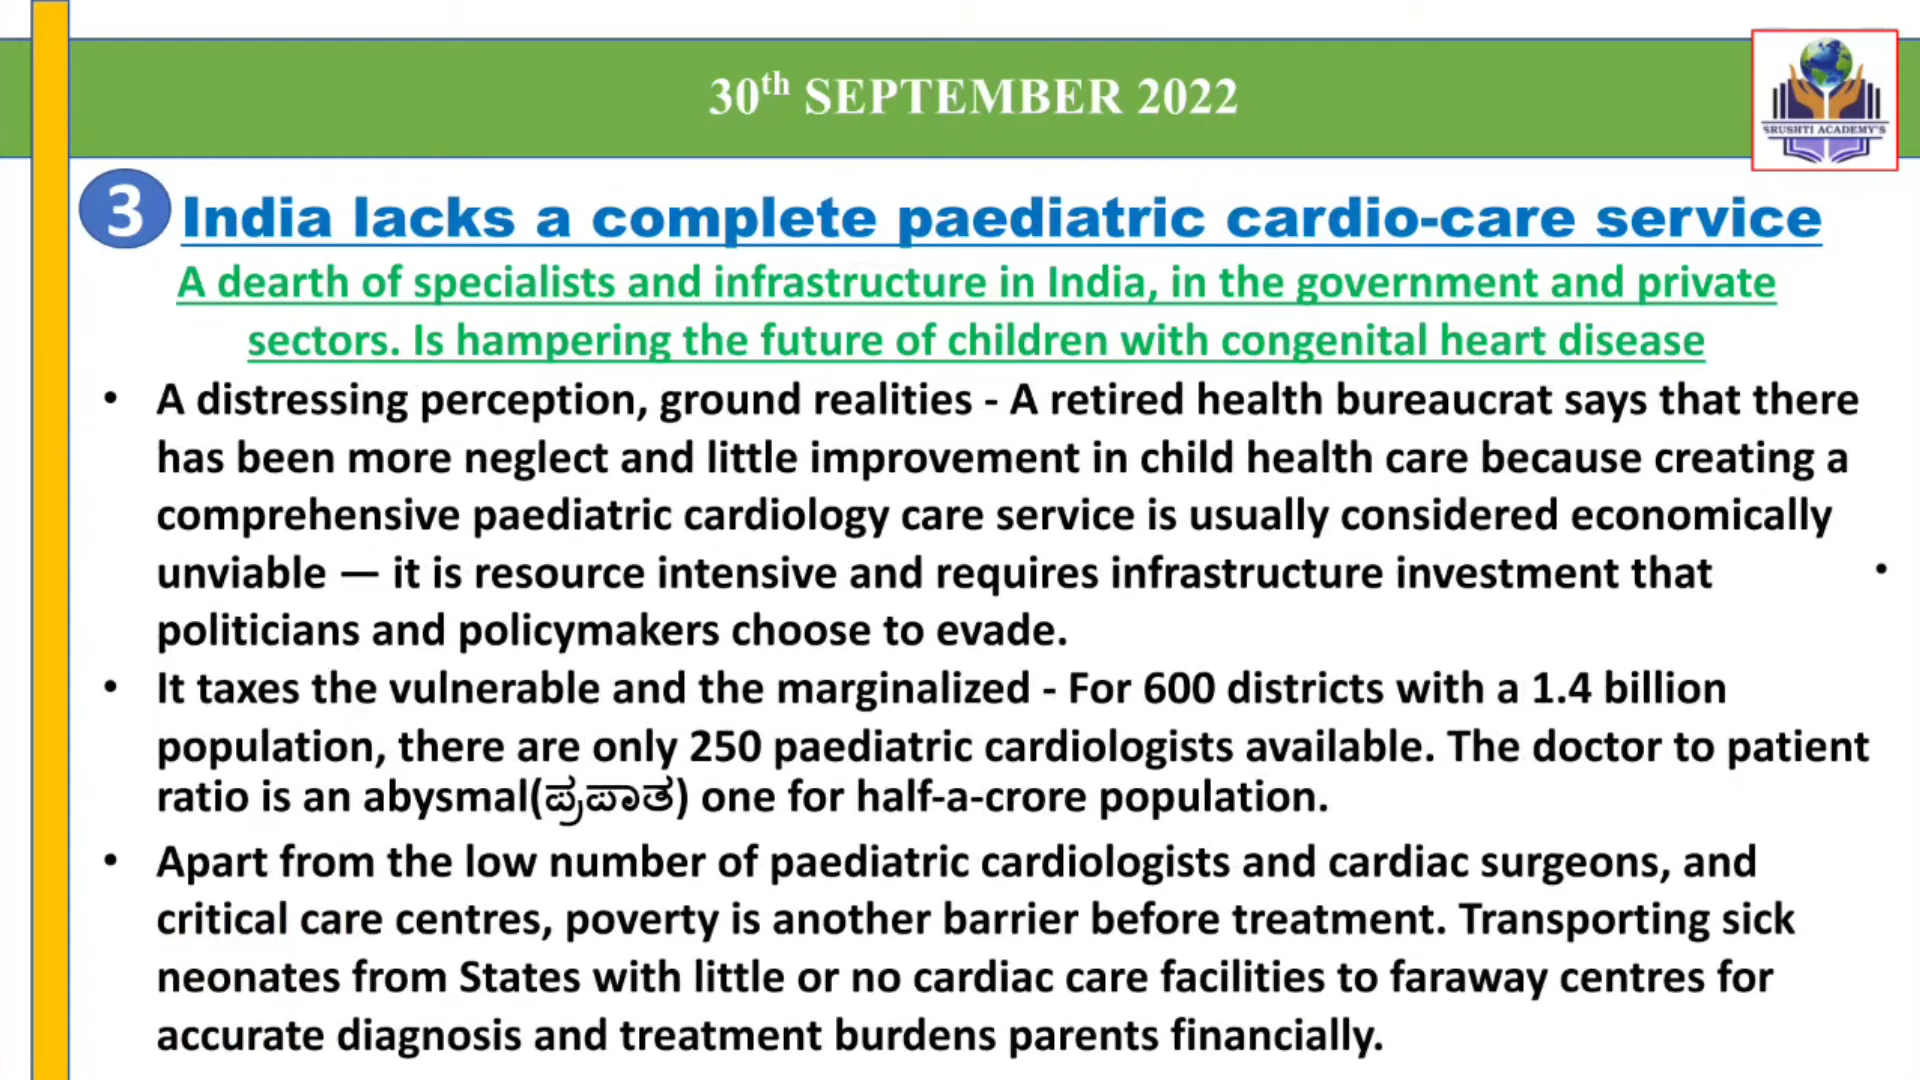 30th SEPTEMBER 2022
SRUSHTI ACADEMY'S
3 India lacks a complete paediatric cardio-care service
A dearth of specialists and infrastructure in India, in the government and private
sectors. Is hampering the future of children with congenital heart disease
• A distressing perception, ground realities - A retired health bureaucrat says that there
has been more neglect and little improvement in child health care because creating a
comprehensive paediatric cardiology care service is usually considered economically
unviable — it is resource intensive and requires infrastructure investment that •
politicians and policymakers choose to evade.
• It taxes the vulnerable and the marginalized - For 600 districts with a 1.4 billion
population, there are only 250 paediatric cardiologists available. The doctor to patient
ratio is an abysmal(ಪ್ರಪಾತ) one for half-a-crore population.
• Apart from the low number of paediatric cardiologists and cardiac surgeons, and
critical care centres, poverty is another barrier before treatment. Transporting sick
neonates from States with little or no cardiac care facilities to faraway centres for
accurate diagnosis and treatment burdens parents financially.